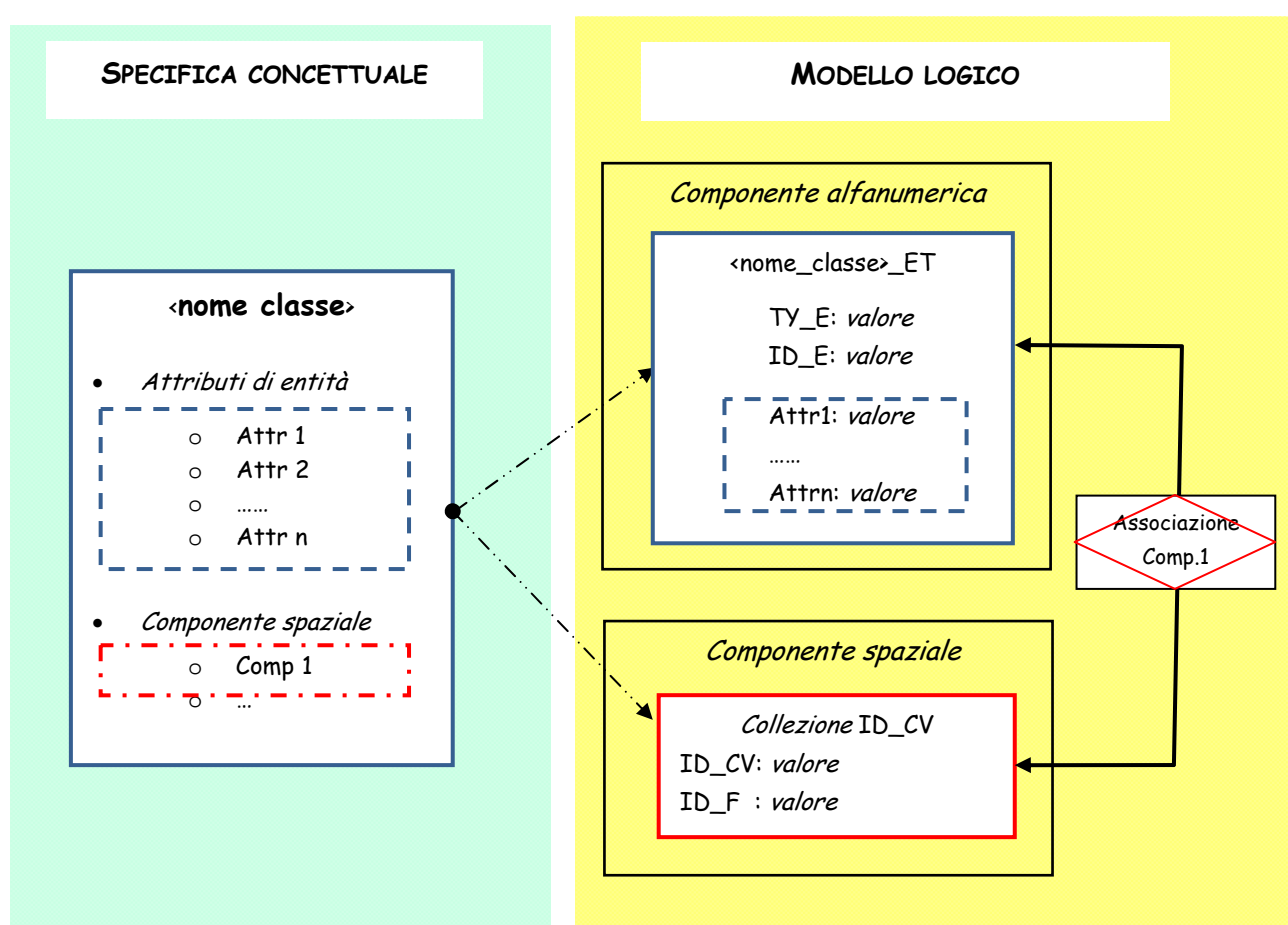 SPECIFICA CONCETTUALE
<nome classe>
• Attributi di entità
o Attr 1
o Attr 2
o ……
o Attr n
• Componente spaziale
o Comp 1
o …
MODELLO LOGICO
Componente alfanumerica
<nome_classe>_ET
TY_E: valore
ID_E: valore
Attr1: valore
……
Attrn: valore
Associazione
Comp.1
Componente spaziale
Collezione ID_CV
ID_CV: valore
ID_F : valore